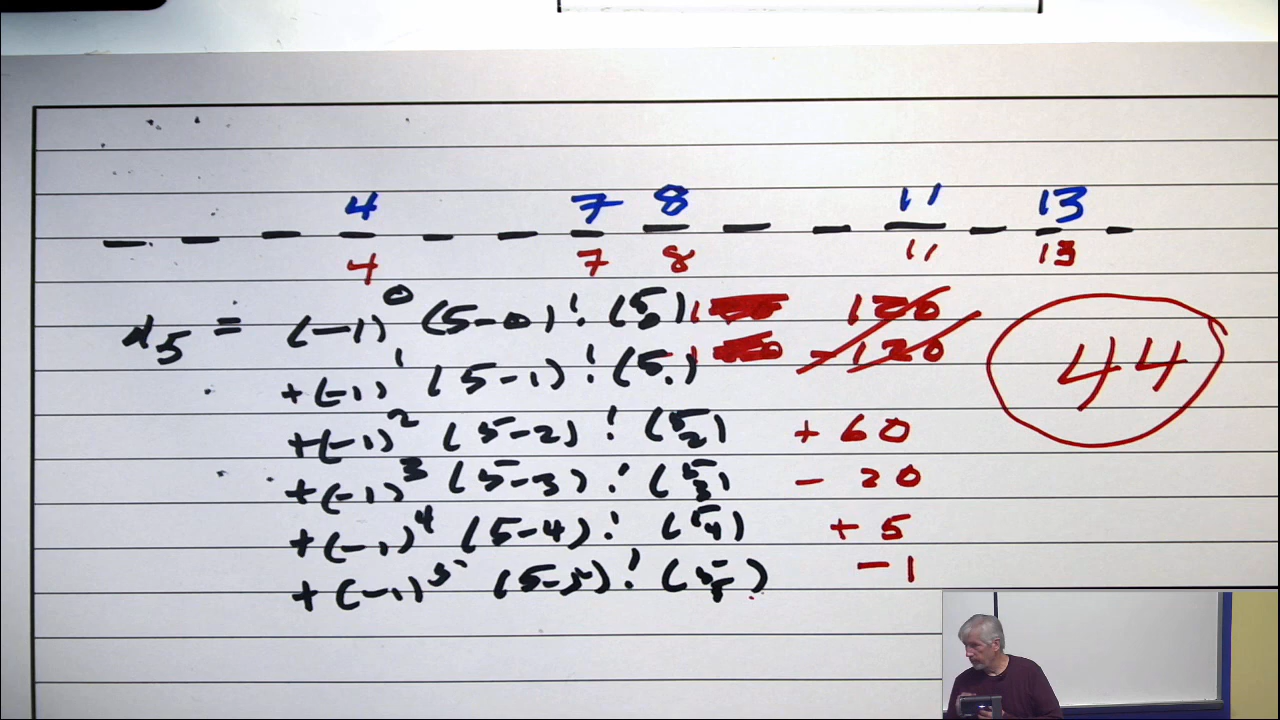 4 7 8 11 13
4 7 8 11 13
d₅ = (-1)⁰ (5-0)! (5 0) 120
+(-1)¹ (5-1)! (5 1) -120
+(-1)² (5-2)! (5 2) + 60
+(-1)³ (5-3)! (5 3) - 20
+(-1)⁴ (5-4)! (5 4) + 5
+(-1)⁵ (5-5)! (5 5) -1
44